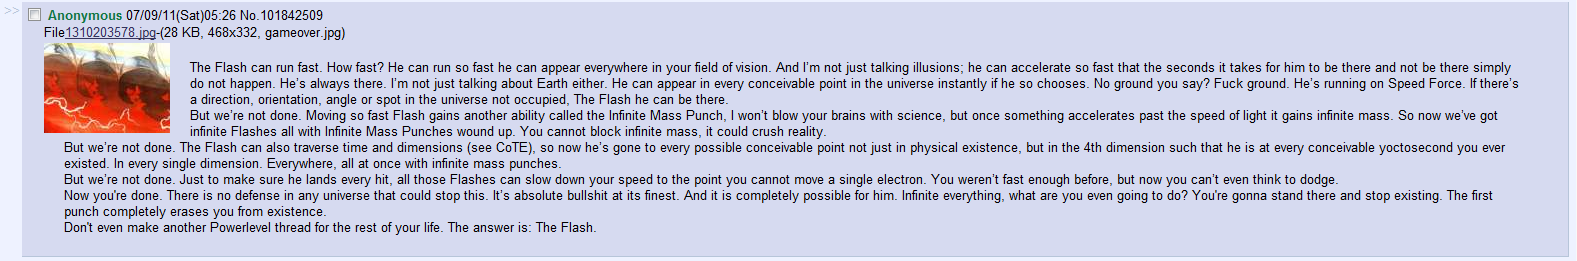 >> Anonymous 07/09/11(Sat)05:26 No.101842509
File1310203578.jpg-(28 KB, 468x332, gameover.jpg)
The Flash can run fast. How fast? He can run so fast he can appear everywhere in your field of vision. And I'm not just talking illusions; he can accelerate so fast that the seconds it takes for him to be there and not be there simply
do not happen. He's always there. I'm not just talking about Earth either. He can appear in every conceivable point in the universe instantly if he so chooses. No ground you say? Fuck ground. He's running on Speed Force. If there's
a direction, orientation, angle or spot in the universe not occupied, The Flash he can be there.
But we're not done. Moving so fast Flash gains another ability called the Infinite Mass Punch, I won't blow your brains with science, but once something accelerates past the speed of light it gains infinite mass. So now we've got
infinite Flashes all with Infinite Mass Punches wound up. You cannot block infinite mass, it could crush reality.
But we're not done. The Flash can also traverse time and dimensions (see CoTE), so now he's gone to every possible conceivable point not just in physical existence, but in the 4th dimension such that he is at every conceivable yoctosecond you ever
existed. In every single dimension. Everywhere, all at once with infinite mass punches.
But we're not done. Just to make sure he lands every hit, all those Flashes can slow down your speed to the point you cannot move a single electron. You weren't fast enough before, but now you can't even think to dodge.
Now you're done. There is no defense in any universe that could stop this. It's absolute bullshit at its finest. And it is completely possible for him. Infinite everything, what are you even going to do? You're gonna stand there and stop existing. The first
punch completely erases you from existence.
Don't even make another Powerlevel thread for the rest of your life. The answer is: The Flash.